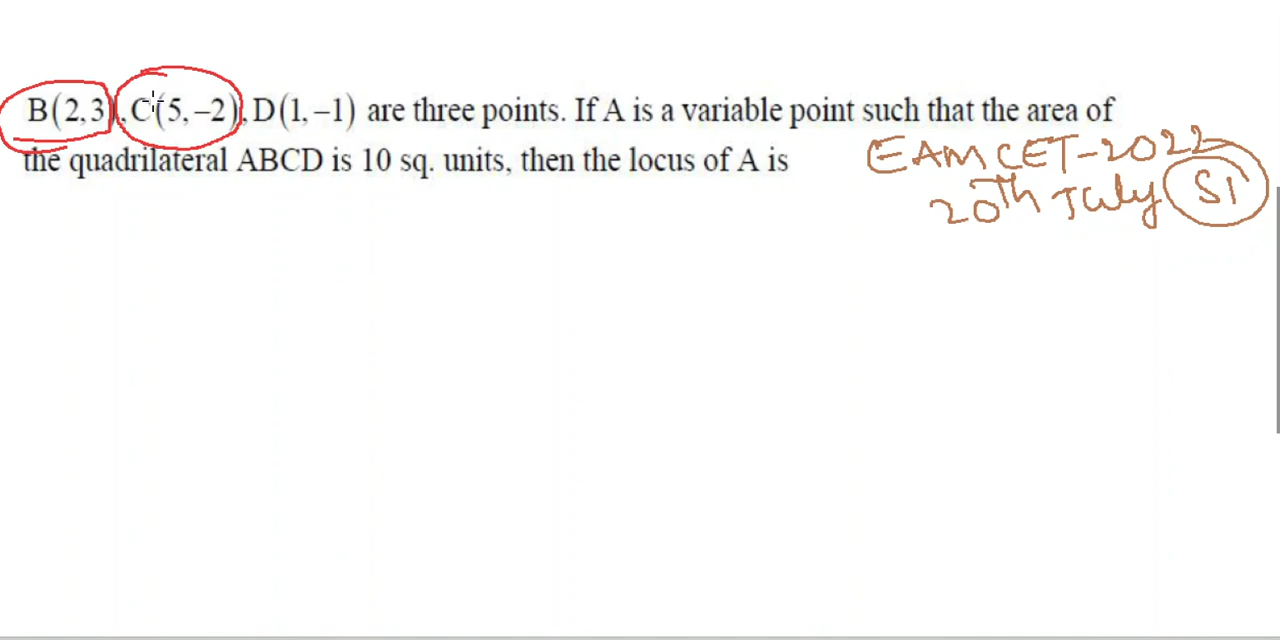 B(2,3),C(5,−2),D(1,−1) are three points. If A is a variable point such that the area of
the quadrilateral ABCD is 10 sq. units, then the locus of A is
EAMCET-2022
20th July S1